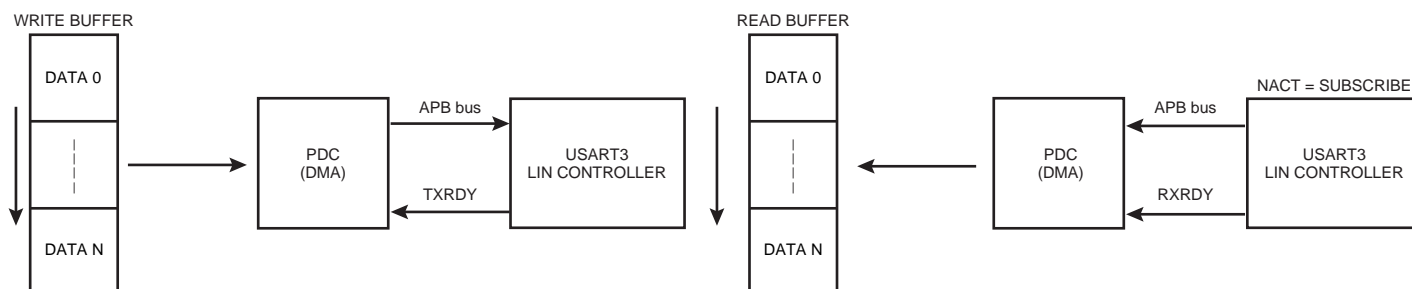 WRITE BUFFER
DATA 0
DATA N
PDC
(DMA)
APB bus
TXRDY
USART3
LIN CONTROLLER
READ BUFFER
DATA 0
DATA N
PDC
(DMA)
APB bus
RXRDY
NACT = SUBSCRIBE
USART3
LIN CONTROLLER